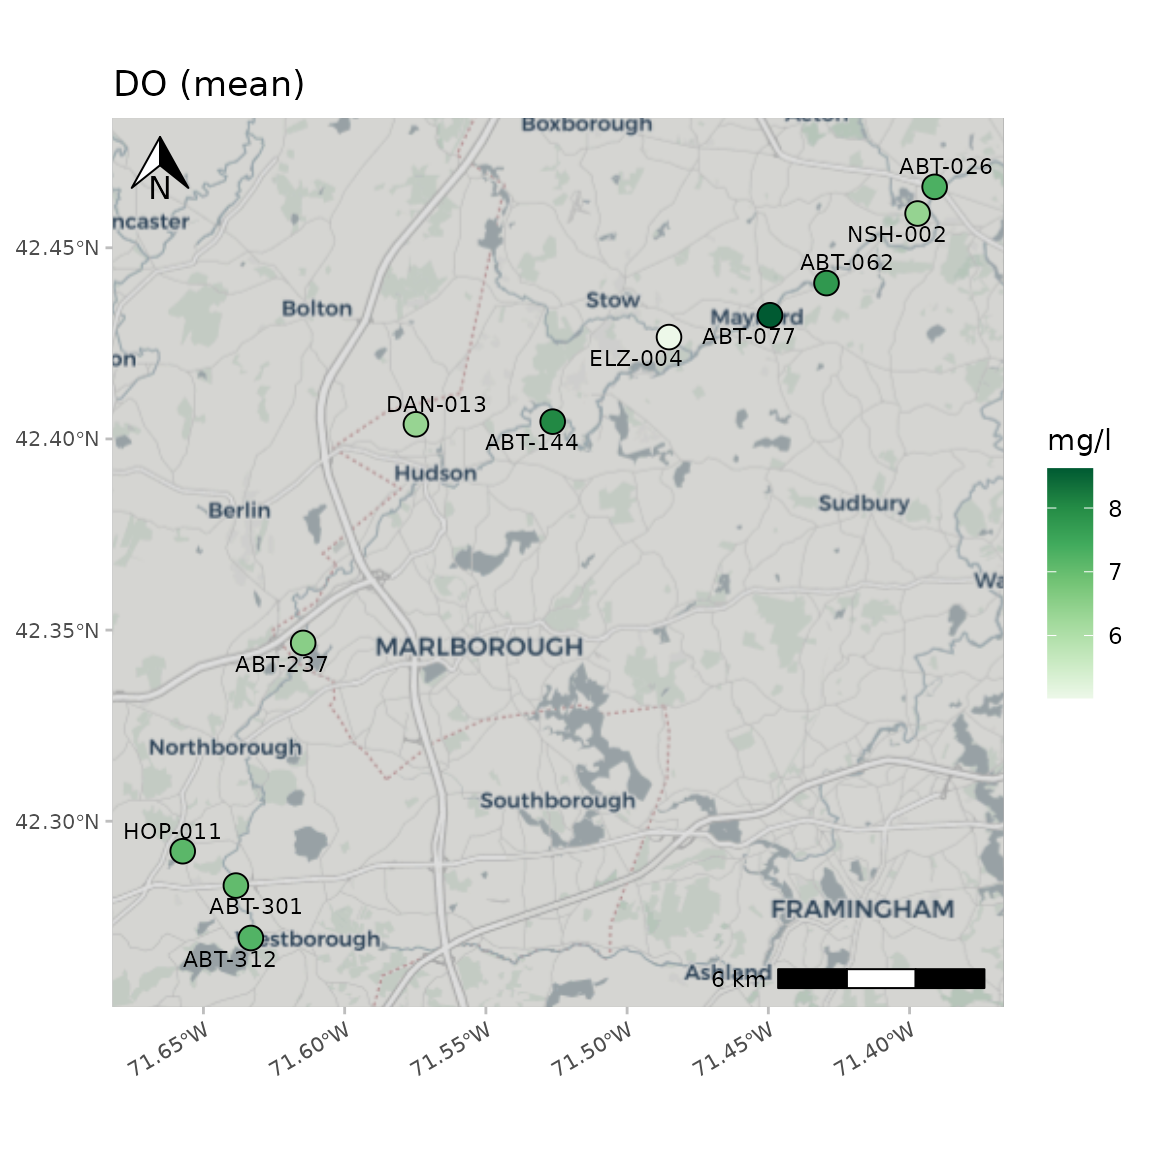 DO (mean)
Boxborough
Acton
ABT-026
N
ncaster
NSH-002
42.45°N
ABT-062
Stow
Bolton
ABT-077
ELZ-004
on
DAN-013
mg/l
42.40°N
ABT-144
Hudson
8
Sudbury
Berlin
7
Wa
42.35°N
6
MARLBOROUGH
ABT-237
Northborough
Southborough
42.30°N
HOP-011
ABT-301
FRAMINGHAM
estborough
ABT-312
Ashland
6 km
71.65°W
71.60°W
71.55°W
71.50°W
71.45°W
71.40°W